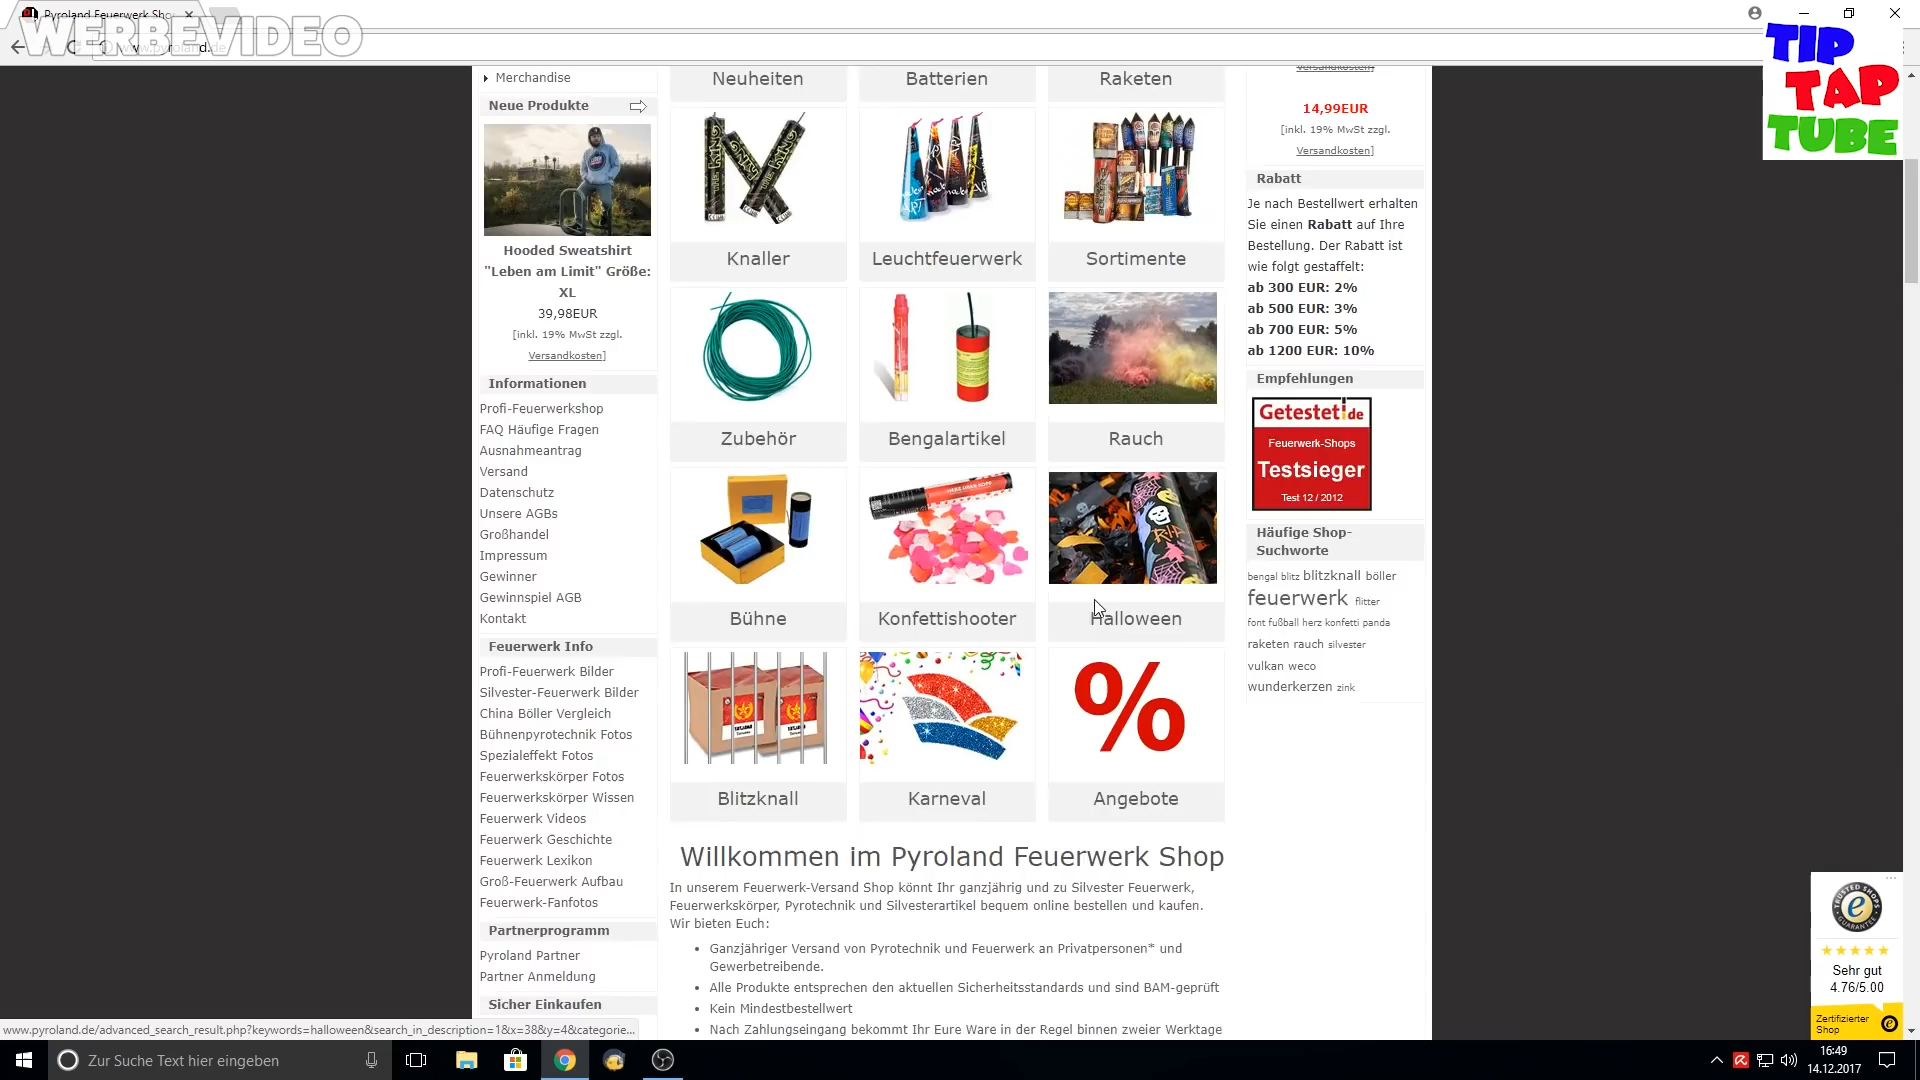 Pyroland Feuerwerk Sho
WERBEVIDEO
www.pyroland.de
TIP
TAP
TUBE
Merchandise
Neue Produkte
Hooded Sweatshirt
"Leben am Limit" Größe:
XL
39,98EUR
[inkl. 19% MwSt zzgl.
Versandkosten]
Informationen
Profi-Feuerwerkshop
FAQ Häufige Fragen
Ausnahmeantrag
Versand
Datenschutz
Unsere AGBs
Großhandel
Impressum
Gewinner
Gewinnspiel AGB
Kontakt
Feuerwerk Info
Profi-Feuerwerk Bilder
Silvester-Feuerwerk Bilder
China Böller Vergleich
Bühnenpyrotechnik Fotos
Spezialeffekt Fotos
Feuerwerkskörper Fotos
Feuerwerkskörper Wissen
Feuerwerk Videos
Feuerwerk Geschichte
Feuerwerk Lexikon
Groß-Feuerwerk Aufbau
Feuerwerk-Fanfotos
Partnerprogramm
Pyroland Partner
Partner Anmeldung
Sicher Einkaufen
Neuheiten
Batterien
Raketen
Knaller
Leuchtfeuerwerk
Sortimente
Zubehör
Bengalartikel
Rauch
RIP
Bühne
Konfettishooter
Halloween
Blitzknall
Karneval
%
Angebote
Willkommen im Pyroland Feuerwerk Shop
In unserem Feuerwerk-Versand Shop könnt Ihr ganzjährig und zu Silvester Feuerwerk,
Feuerwerkskörper, Pyrotechnik und Silvesterartikel bequem online bestellen und kaufen.
Wir bieten Euch:
• Ganzjähriger Versand von Pyrotechnik und Feuerwerk an Privatpersonen* und
Gewerbetreibende.
• Alle Produkte entsprechen den aktuellen Sicherheitsstandards und sind BAM-geprüft
• Kein Mindestbestellwert
• Nach Zahlungseingang bekommt Ihr Eure Ware in der Regel binnen zweier Werktage
Versandkosten]
14,99EUR
[inkl. 19% MwSt zzgl.
Versandkosten]
Rabatt
Je nach Bestellwert erhalten
Sie einen Rabatt auf Ihre
Bestellung. Der Rabatt ist
wie folgt gestaffelt:
ab 300 EUR: 2%
ab 500 EUR: 3%
ab 700 EUR: 5%
ab 1200 EUR: 10%
Empfehlungen
Getestet.de
Feuerwerk-Shops
Testsieger
Test 12 / 2012
Häufige Shop-
Suchworte
bengal blitz blitzknall böller
feuerwerk flitter
font fußball herz konfetti panda
raketen rauch silvester
vulkan weco
wunderkerzen zink
TRUSTED SHOPS
GUARANTEE
Sehr gut
4.76/5.00
Zertifizierter
Shop
www.pyroland.de/advanced_search_result.php?keywords=halloween&search_in_description=1&x=38&y=4&categorie...
Zur Suche Text hier eingeben
16:49
14.12.2017